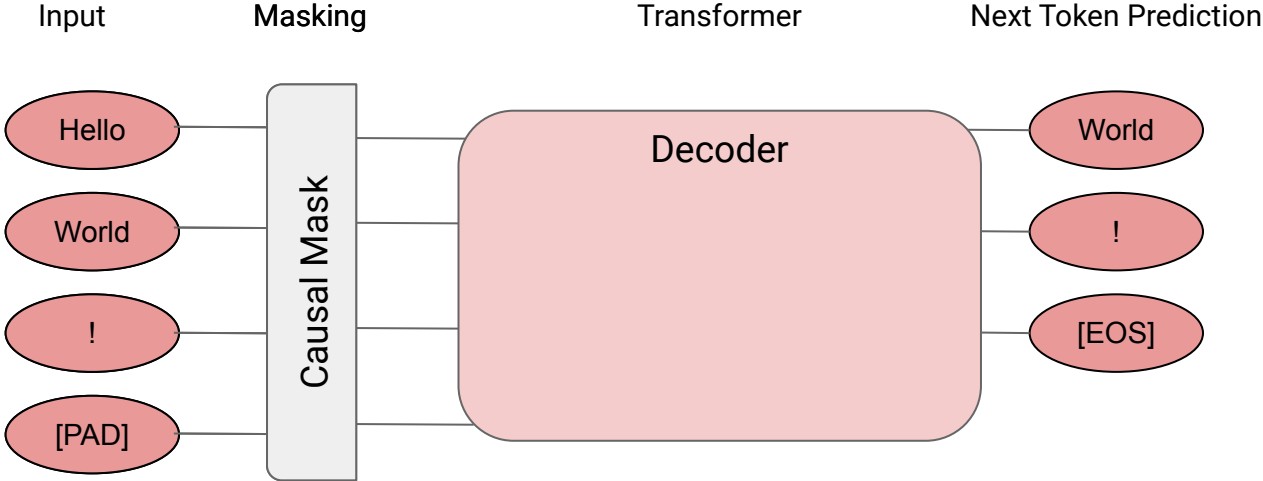 Input
Masking
Transformer
Next Token Prediction
Hello
World
!
[PAD]
Causal Mask
Decoder
World
!
[EOS]